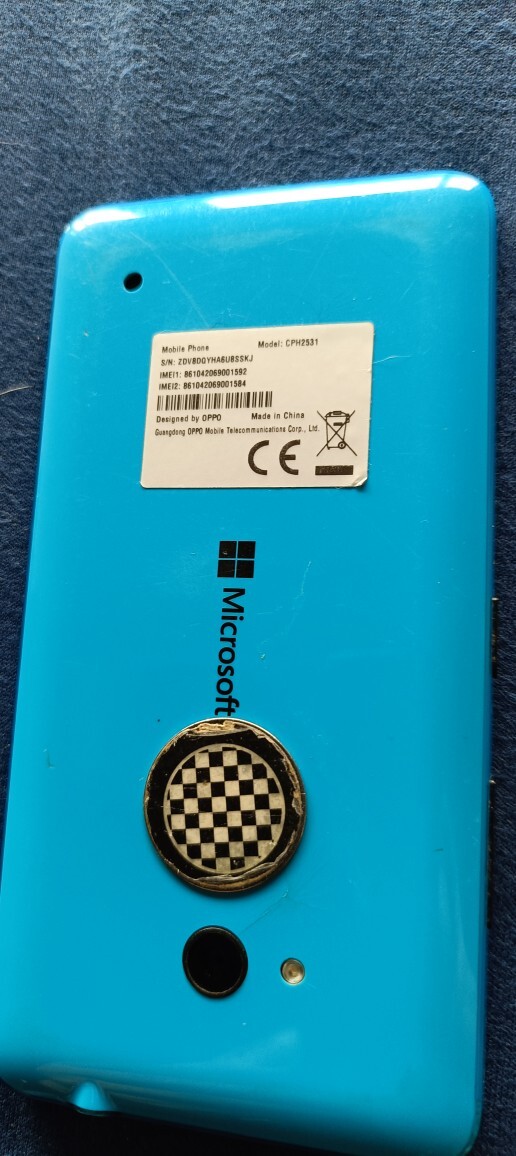 Mobile Phone Model: CPH2531
S/N: ZDVBDQYHA6U8SSKJ
IMEI1: 861042069001592
IMEI2: 861042069001584
Designed by OPPO Made in China
Guangdong OPPO Mobile Telecommunications Corp., Ltd.
CE
Microsoft